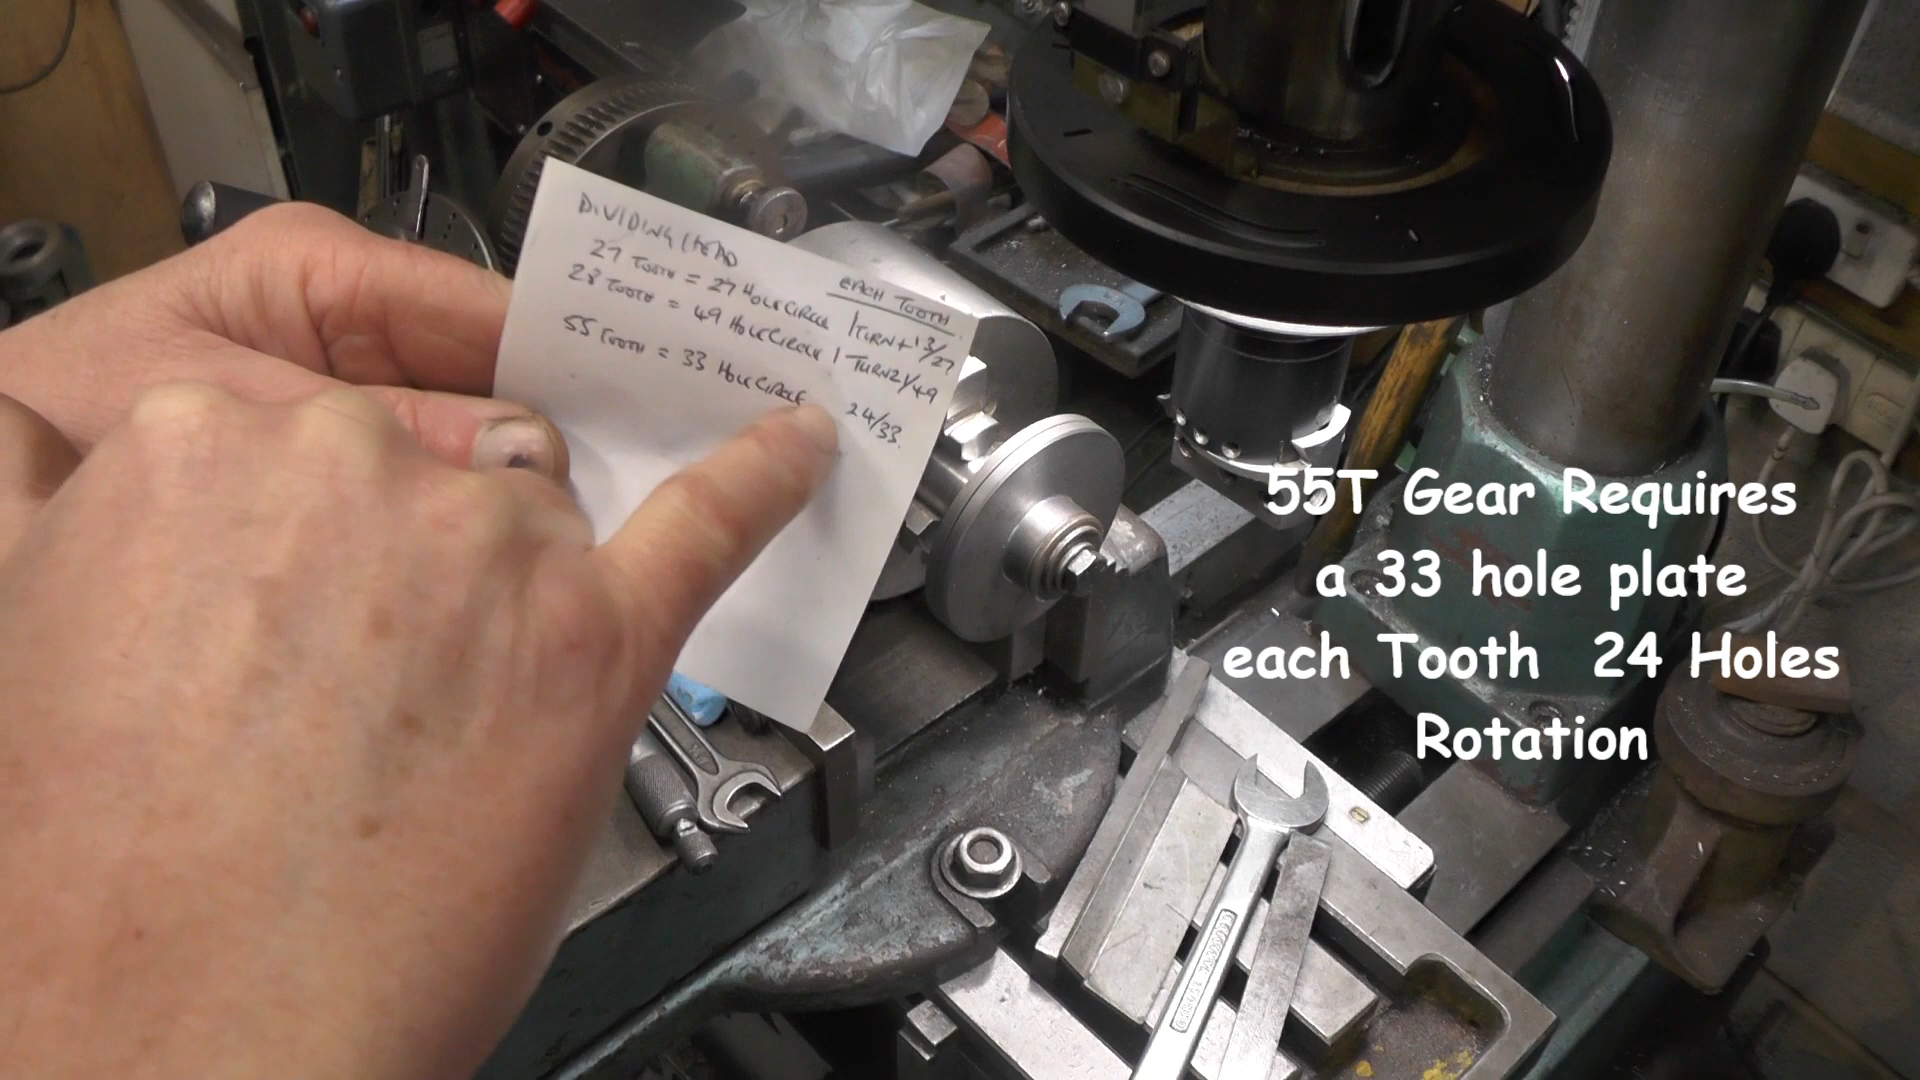 DIVIDING HEAD
EACH TOOTH
27 TOOTH = 27 HOLE CIRCLE 1 TURN + 13/27
28 TOOTH = 49 HOLE CIRCLE 1 TURN 21/49
55 TOOTH = 33 HOLE CIRCLE 24/33.
55T Gear Requires
a 33 hole plate
each Tooth 24 Holes
Rotation